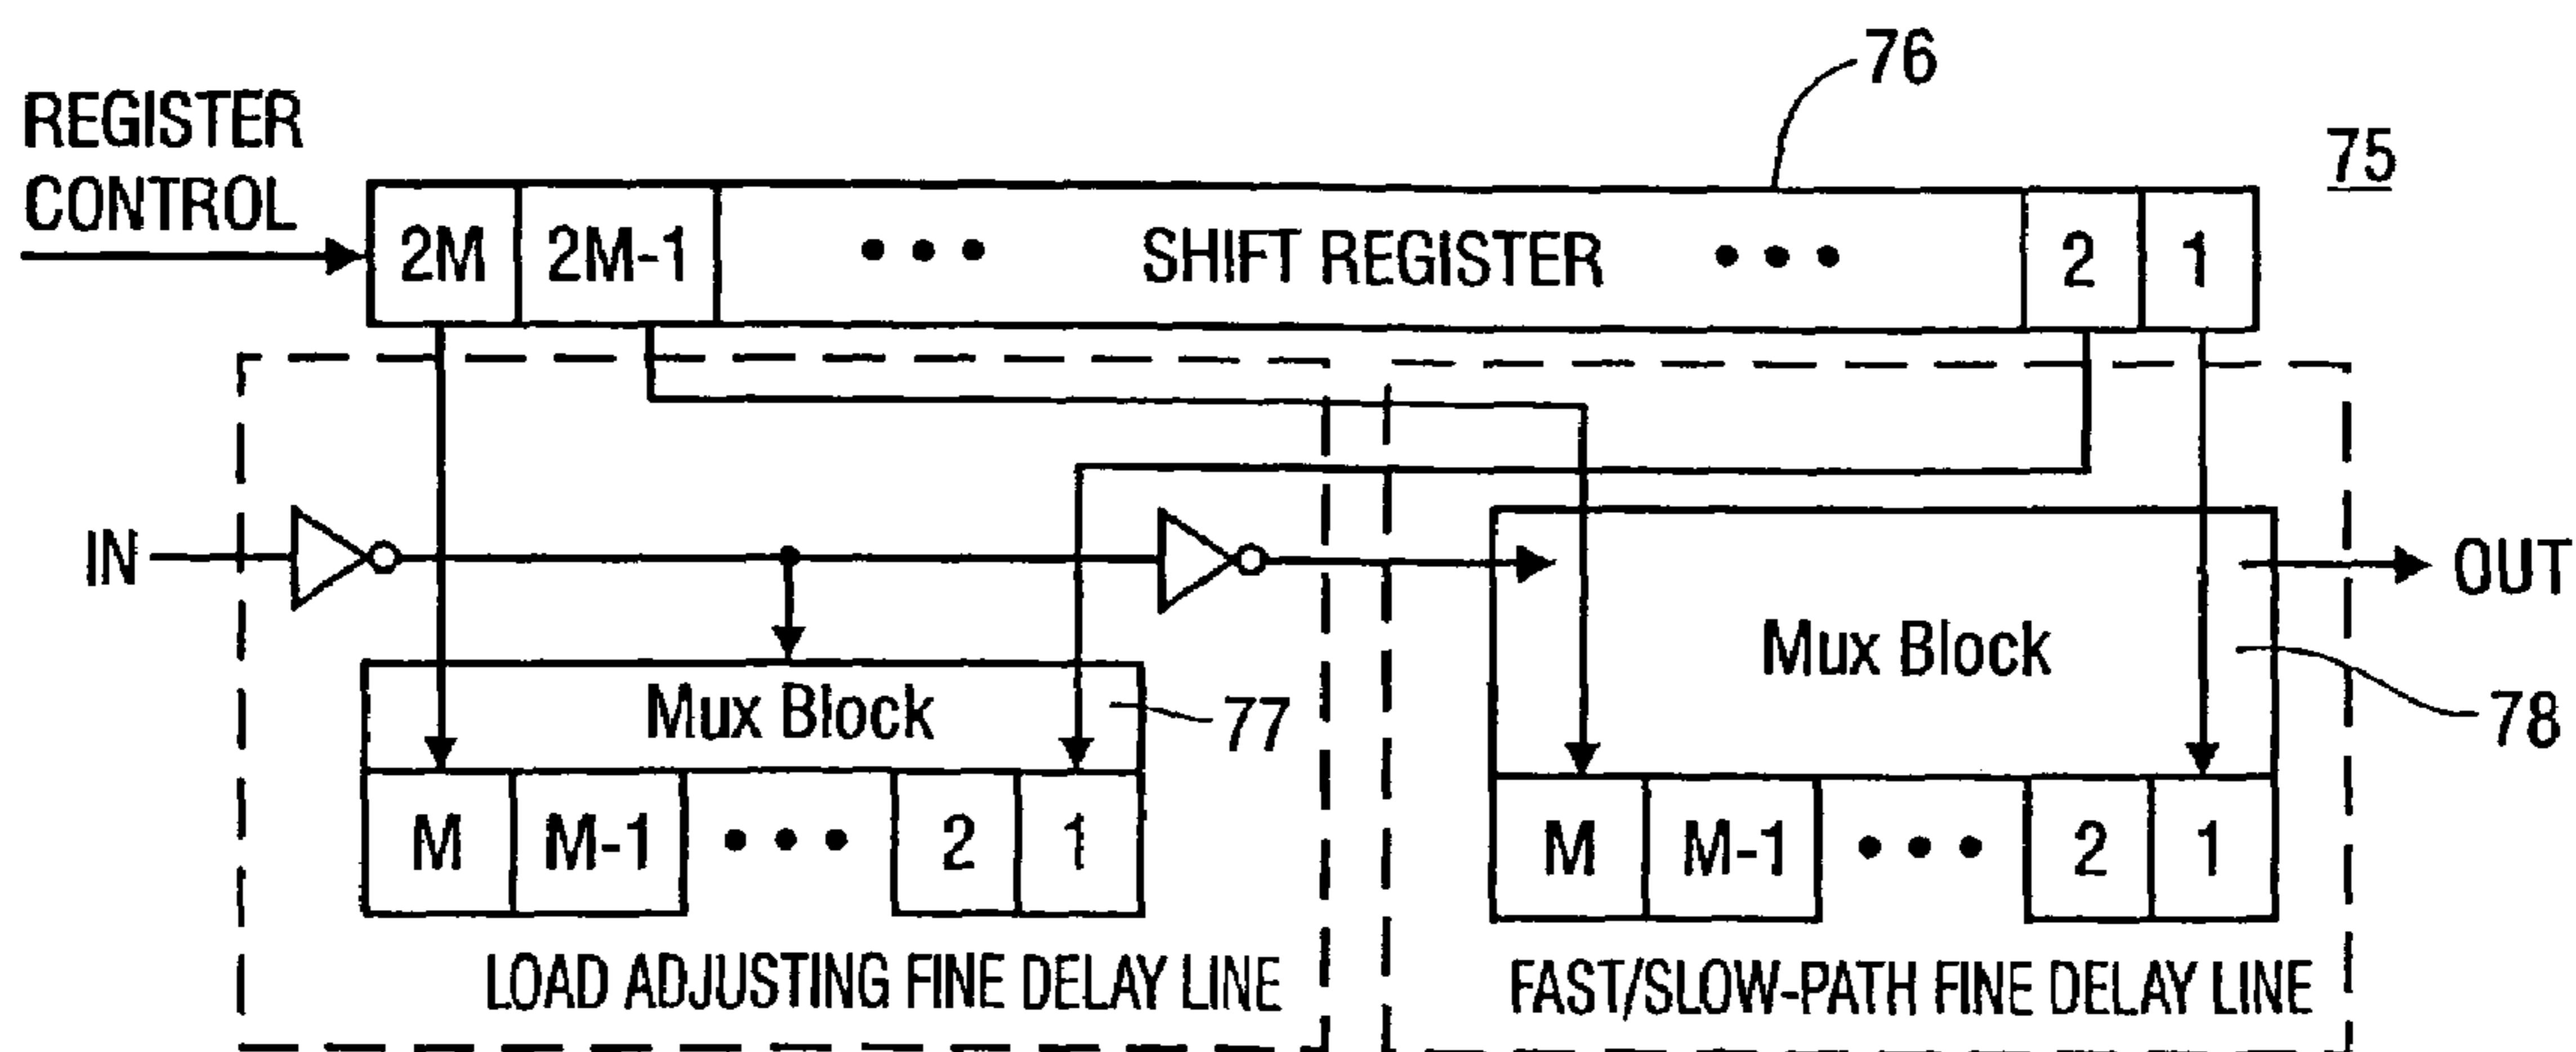 76
REGISTER
CONTROL
75
2M 2M-1 • • • SHIFT REGISTER • • • 2 1
IN
OUT
Mux Block
Mux Block
77
78
M M-1 • • • 2 1
M M-1 • • • 2 1
LOAD ADJUSTING FINE DELAY LINE
FAST/SLOW-PATH FINE DELAY LINE